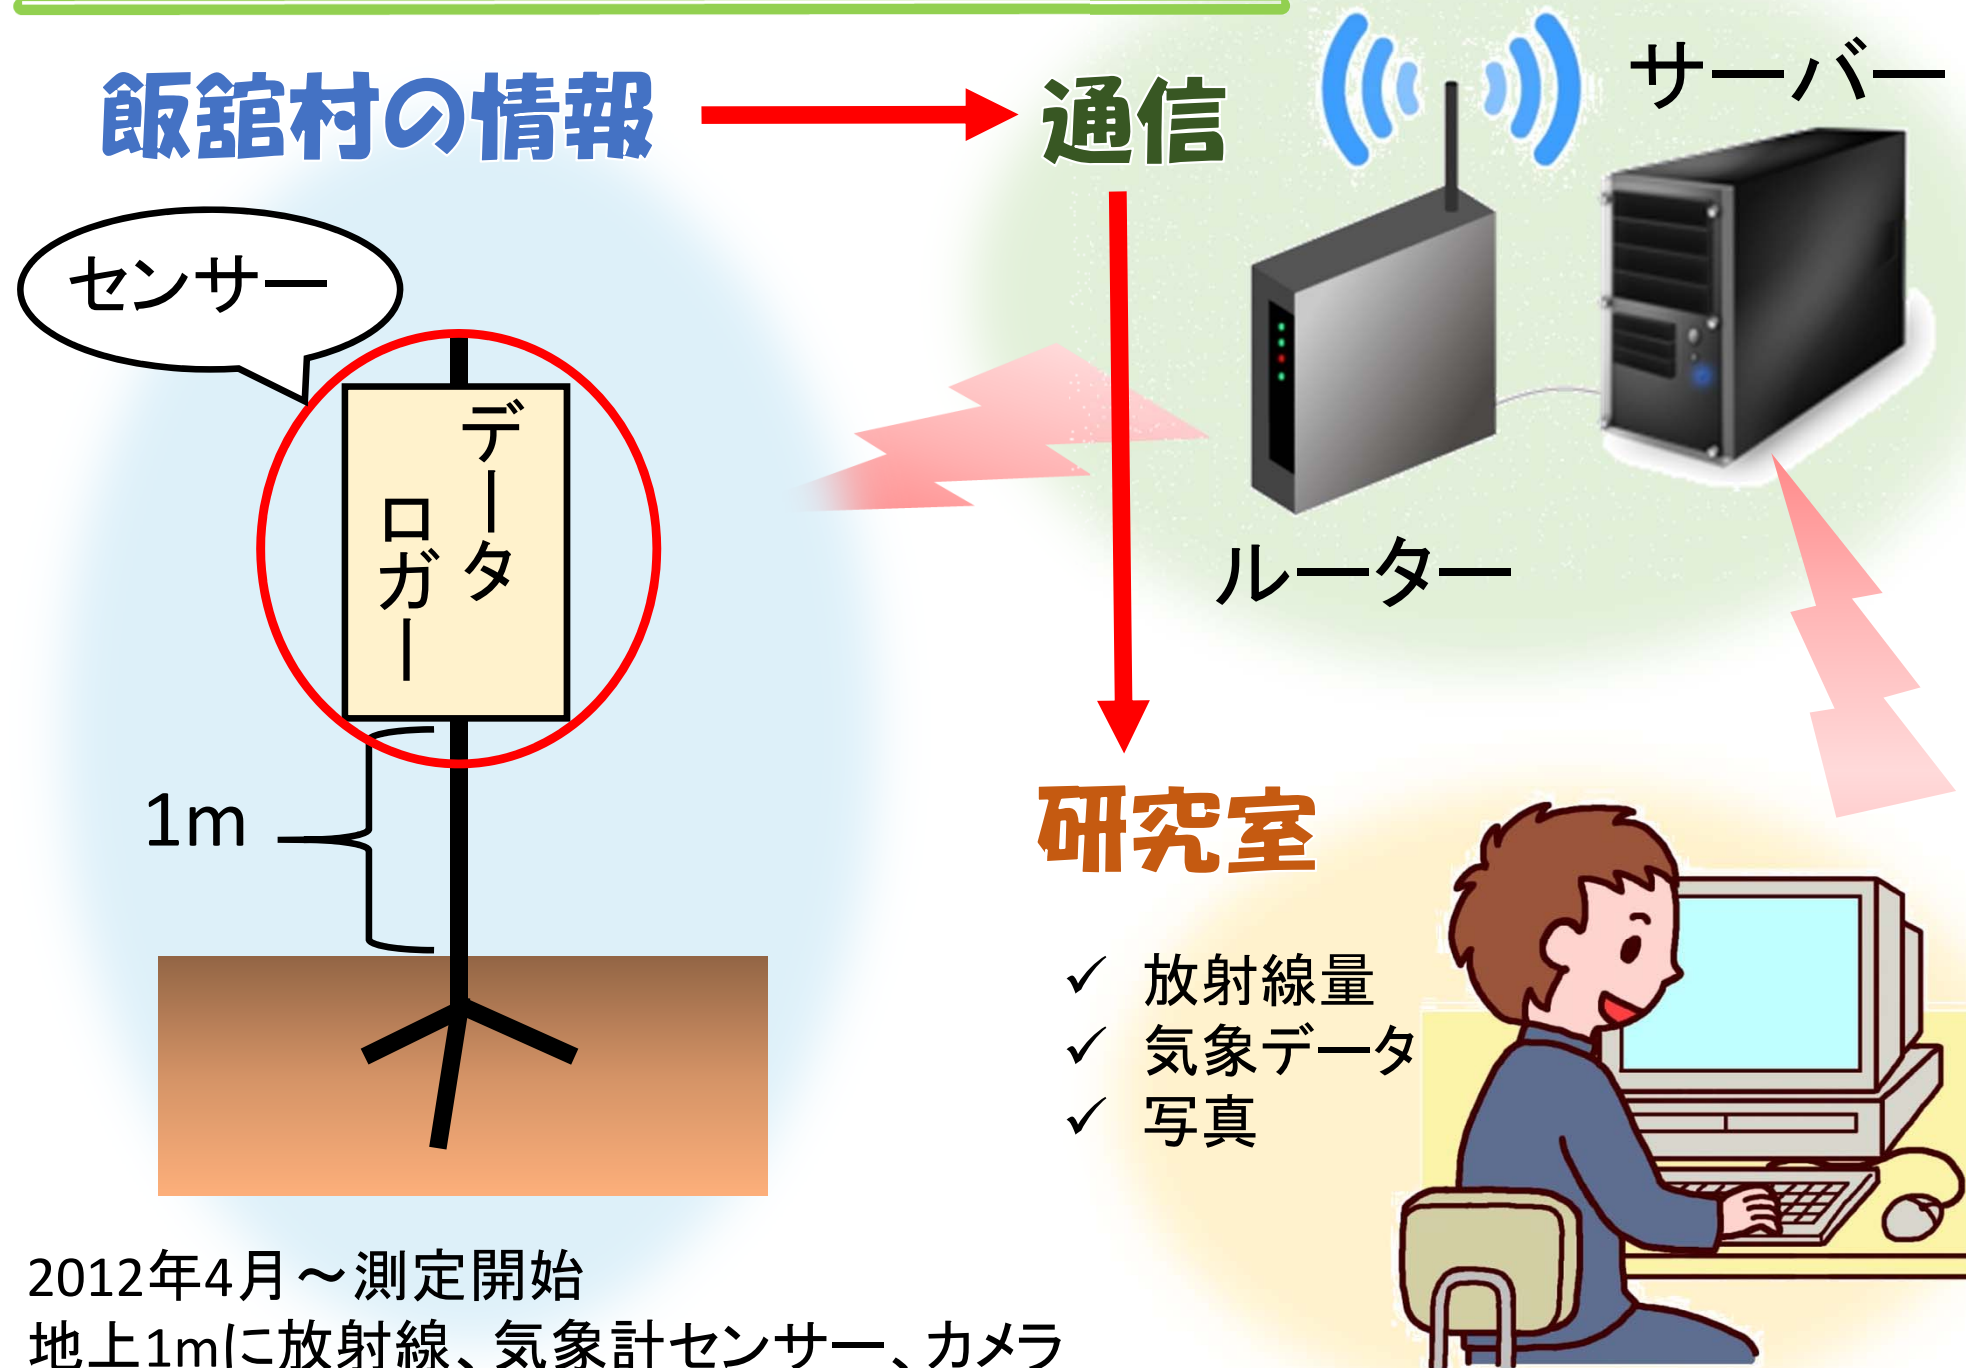 飯舘村の情報
通信
サーバー
センサー
データ
ロガー
ルーター
1m
研究室
✓ 放射線量
✓ 気象データ
✓ 写真
2012年4月～測定開始
地上1mに放射線、気象計センサー、カメラ